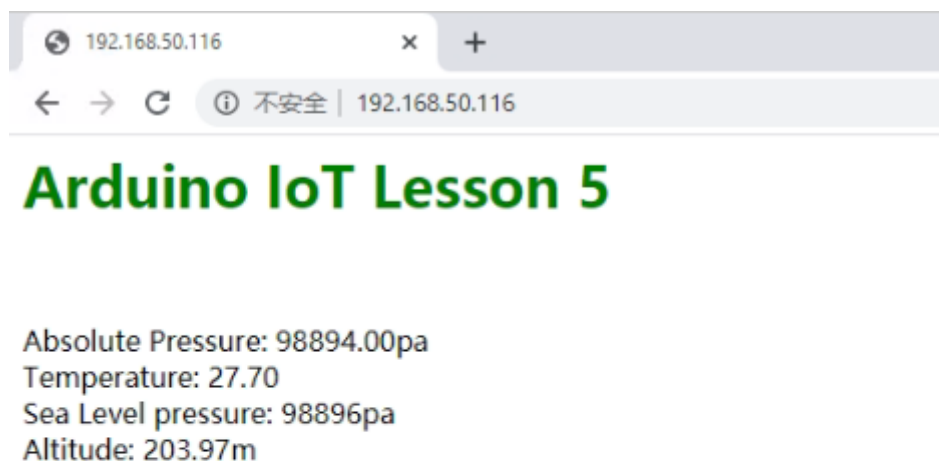 192.168.50.116
不安全 | 192.168.50.116
Arduino IoT Lesson 5
Absolute Pressure: 98894.00pa
Temperature: 27.70
Sea Level pressure: 98896pa
Altitude: 203.97m